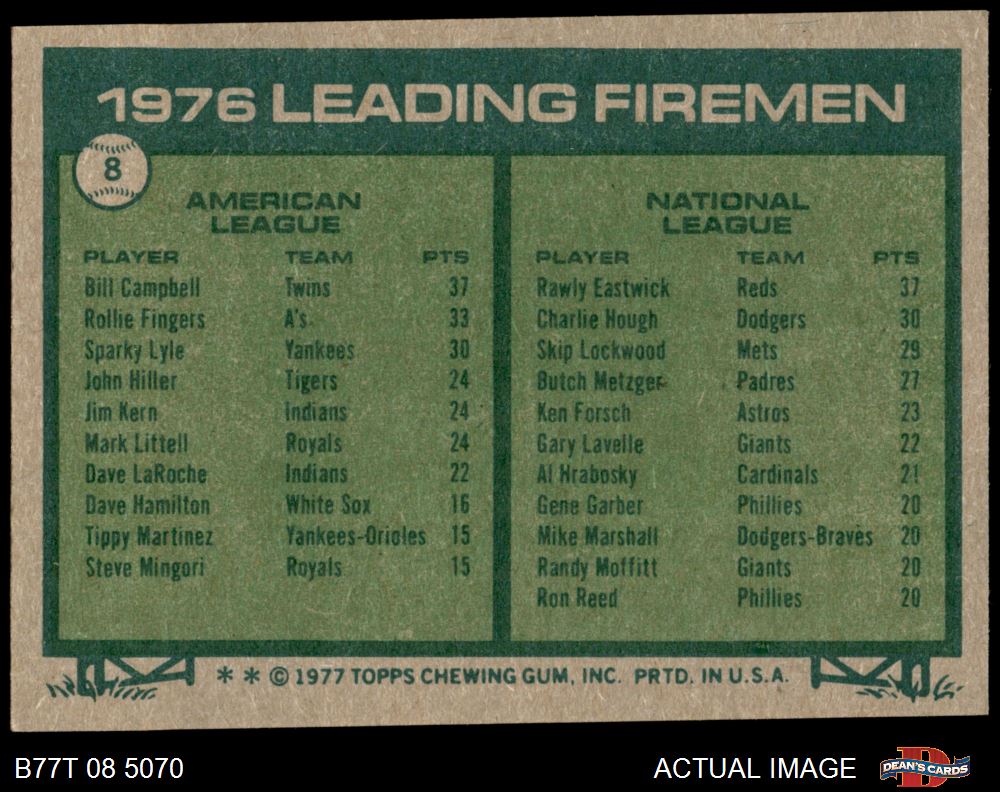 1976 LEADING FIREMEN
8
AMERICAN
LEAGUE
PLAYER TEAM PTS
Bill Campbell Twins 37
Rollie Fingers A's 33
Sparky Lyle Yankees 30
John Hiller Tigers 24
Jim Kern Indians 24
Mark Littell Royals 24
Dave LaRoche Indians 22
Dave Hamilton White Sox 16
Tippy Martinez Yankees-Orioles 15
Steve Mingori Royals 15
NATIONAL
LEAGUE
PLAYER TEAM PTS
Rawly Eastwick Reds 37
Charlie Hough Dodgers 30
Skip Lockwood Mets 29
Butch Metzger Padres 27
Ken Forsch Astros 23
Gary Lavelle Giants 22
Al Hrabosky Cardinals 21
Gene Garber Phillies 20
Mike Marshall Dodgers-Braves 20
Randy Moffitt Giants 20
Ron Reed Phillies 20
* * © 1977 TOPPS CHEWING GUM, INC. PRTD. IN U.S.A.
B77T 08 5070
ACTUAL IMAGE
D
DEAN'S CARDS